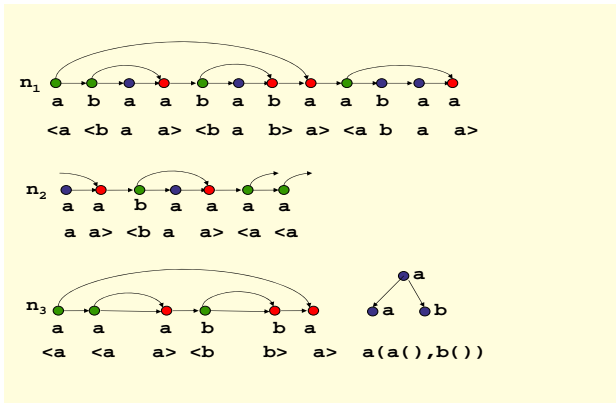 n1
a b a a b a b a a b a a
<a <b a a> <b a b> a> <a b a a>
n2
a a b a a a a
a a> <b a a> <a <a
a
n3
a b
a a a b b a
<a <a a> <b b> a> a(a(),b())